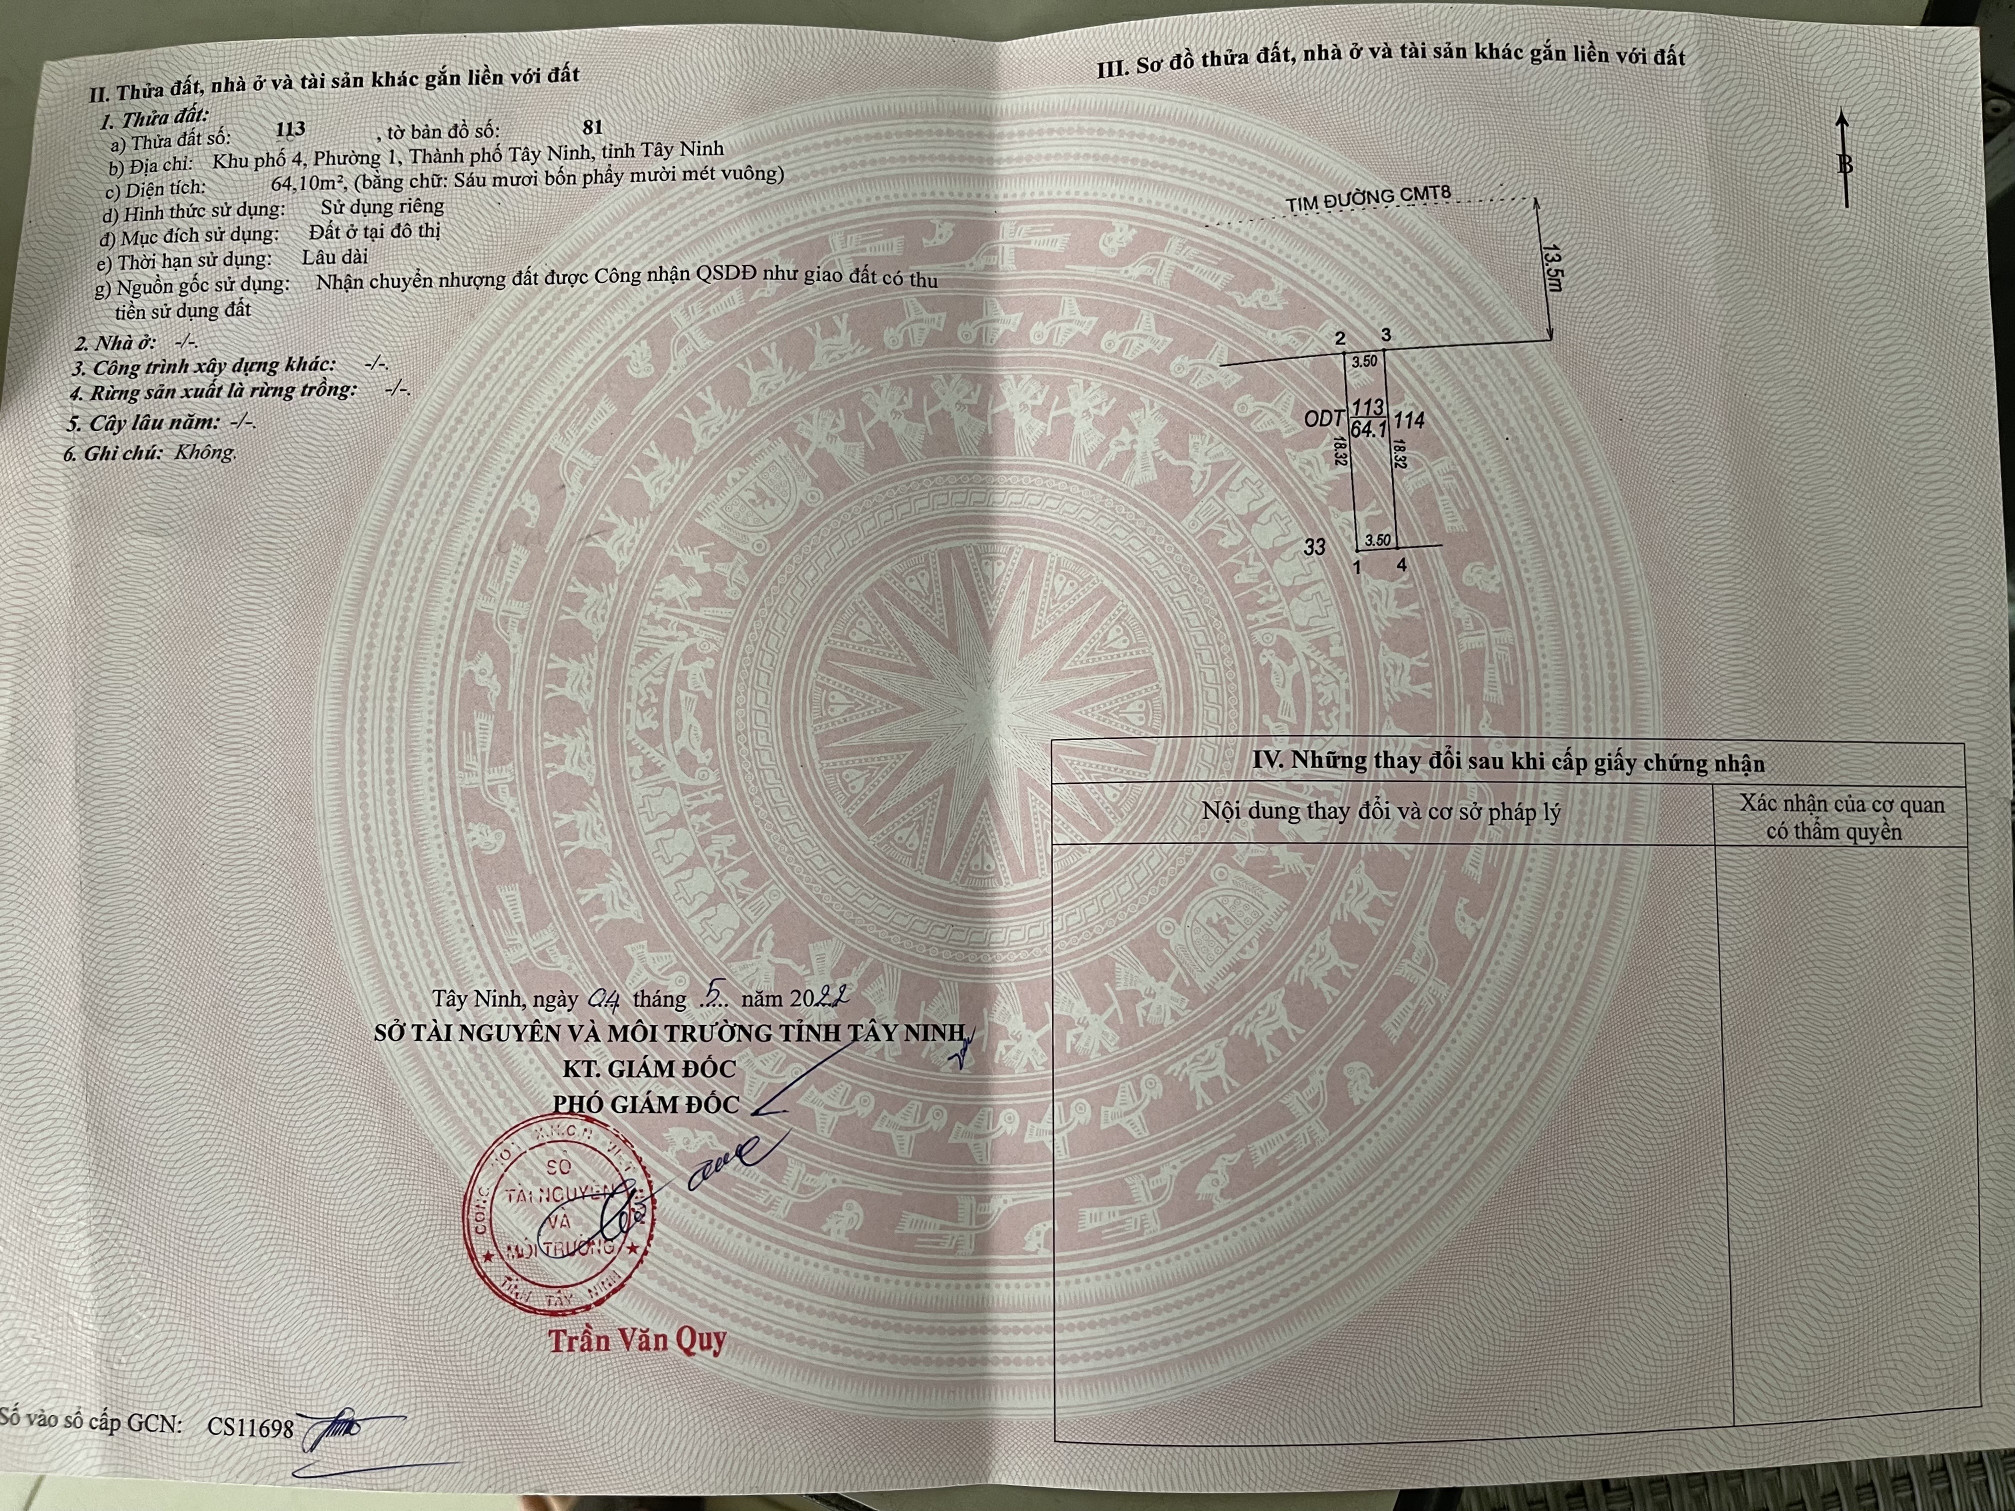 II. Thửa đất, nhà ở và tài sản khác gắn liền với đất
1. Thửa đất:
a) Thửa đất số: 113 , tờ bản đồ số: 81
b) Địa chỉ: Khu phố 4, Phường 1, Thành phố Tây Ninh, tỉnh Tây Ninh
c) Diện tích: 64,10m², (bằng chữ: Sáu mươi bốn phẩy mười mét vuông)
d) Hình thức sử dụng: Sử dụng riêng
đ) Mục đích sử dụng: Đất ở tại đô thị
e) Thời hạn sử dụng: Lâu dài
g) Nguồn gốc sử dụng: Nhận chuyển nhượng đất được Công nhận QSDĐ như giao đất có thu
tiền sử dụng đất
2. Nhà ở: -/-.
3. Công trình xây dựng khác: -/-.
4. Rừng sản xuất là rừng trồng: -/-.
5. Cây lâu năm: -/-.
6. Ghi chú: Không.
Tây Ninh, ngày 04 tháng 5 năm 2022
SỞ TÀI NGUYÊN VÀ MÔI TRƯỜNG TỈNH TÂY NINH
KT. GIÁM ĐỐC
PHÓ GIÁM ĐỐC
SỞ
TÀI NGUYÊN
VÀ
MÔI TRƯỜNG
TỈNH TÂY NINH
Trần Văn Quy
Số vào sổ cấp GCN: CS11698
III. Sơ đồ thửa đất, nhà ở và tài sản khác gắn liền với đất
B
TIM ĐƯỜNG CMT8
13.5m
2 3
3.50
ODT 113 114
64.1
18.32 18.32
33 3.50
1 4
IV. Những thay đổi sau khi cấp giấy chứng nhận
Nội dung thay đổi và cơ sở pháp lý
Xác nhận của cơ quan
có thẩm quyền